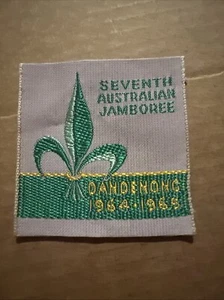 SEVENTH
AUSTRALIAN
JAMBOREE
DANDENONG
1964-1965